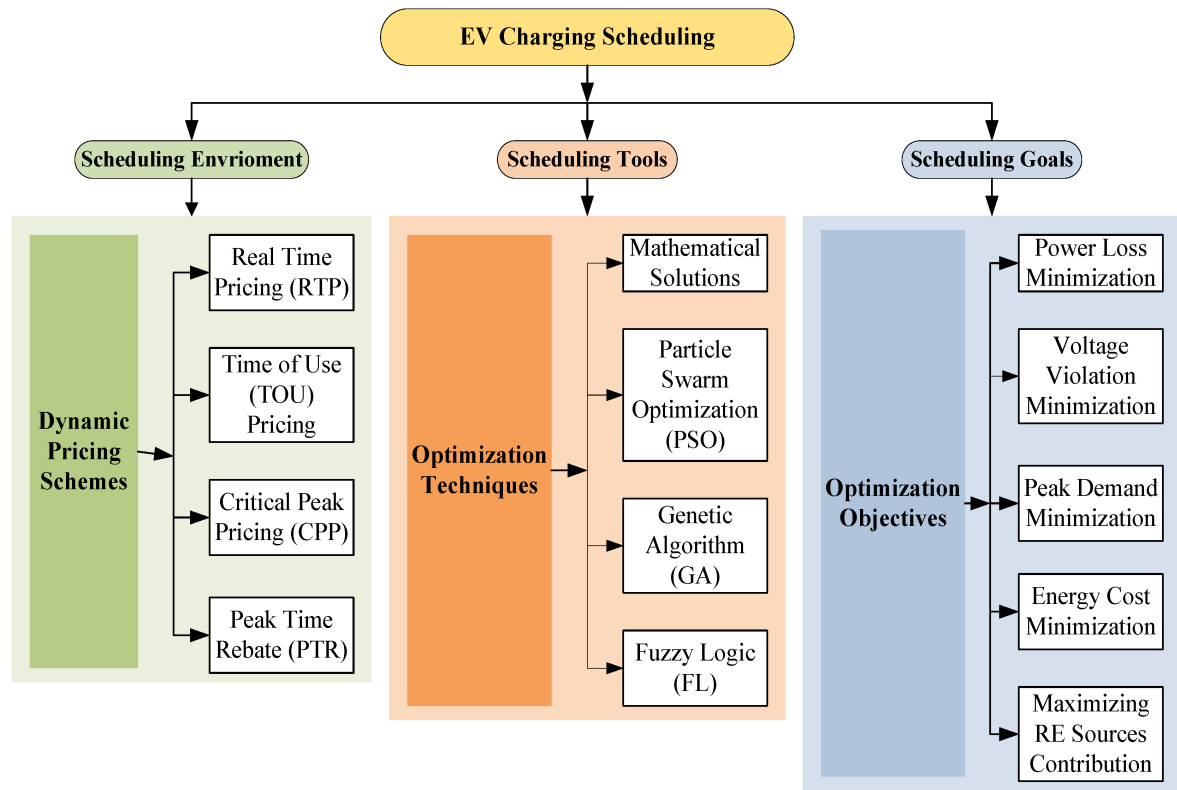 EV Charging Scheduling
Scheduling Envrioment
Scheduling Tools
Scheduling Goals
Dynamic
Pricing
Schemes
Real Time
Pricing (RTP)
Time of Use
(TOU)
Pricing
Critical Peak
Pricing (CPP)
Peak Time
Rebate (PTR)
Optimization
Techniques
Mathematical
Solutions
Particle
Swarm
Optimization
(PSO)
Genetic
Algorithm
(GA)
Fuzzy Logic
(FL)
Optimization
Objectives
Power Loss
Minimization
Voltage
Violation
Minimization
Peak Demand
Minimization
Energy Cost
Minimization
Maximizing
RE Sources
Contribution